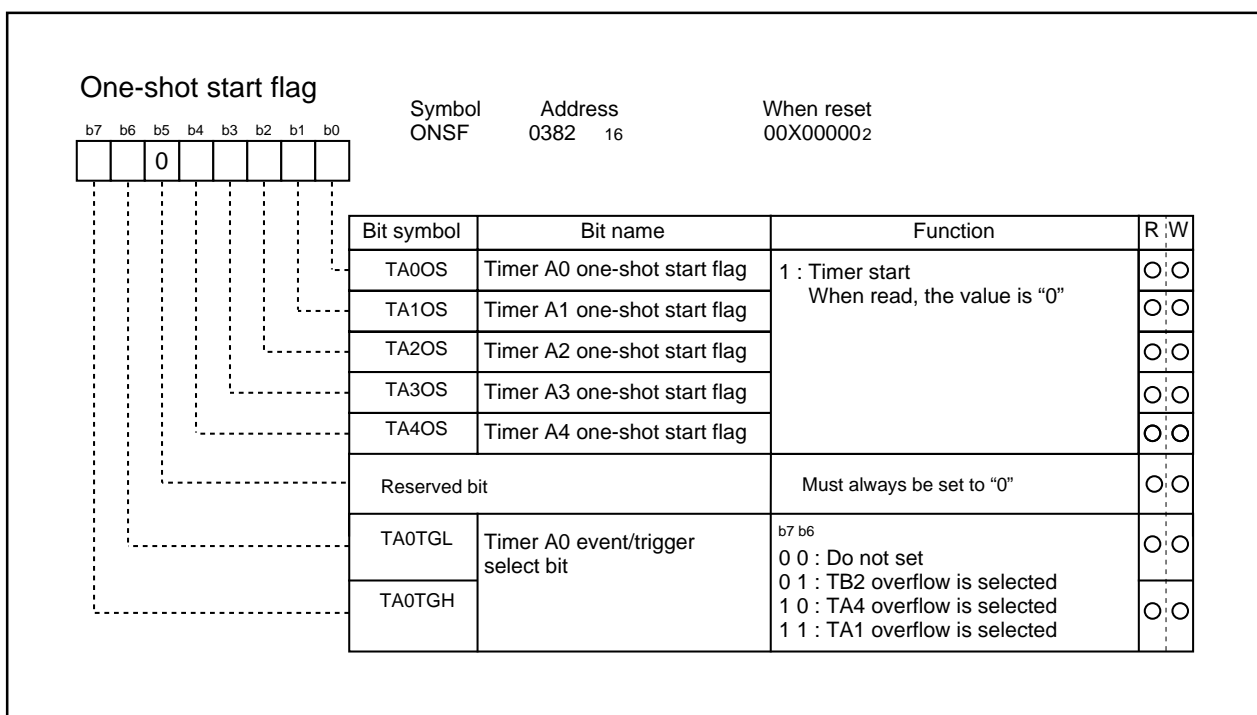 One-shot start flag
Symbol Address When reset
ONSF 0382 16 00X000002
b7 b6 b5 b4 b3 b2 b1 b0
0
Bit symbol Bit name Function R W
TA0OS Timer A0 one-shot start flag 1 : Timer start
When read, the value is “0”
TA1OS Timer A1 one-shot start flag
TA2OS Timer A2 one-shot start flag
TA3OS Timer A3 one-shot start flag
TA4OS Timer A4 one-shot start flag
Reserved bit Must always be set to “0”
TA0TGL Timer A0 event/trigger
select bit
b7 b6
0 0 : Do not set
0 1 : TB2 overflow is selected
1 0 : TA4 overflow is selected
1 1 : TA1 overflow is selected
TA0TGH